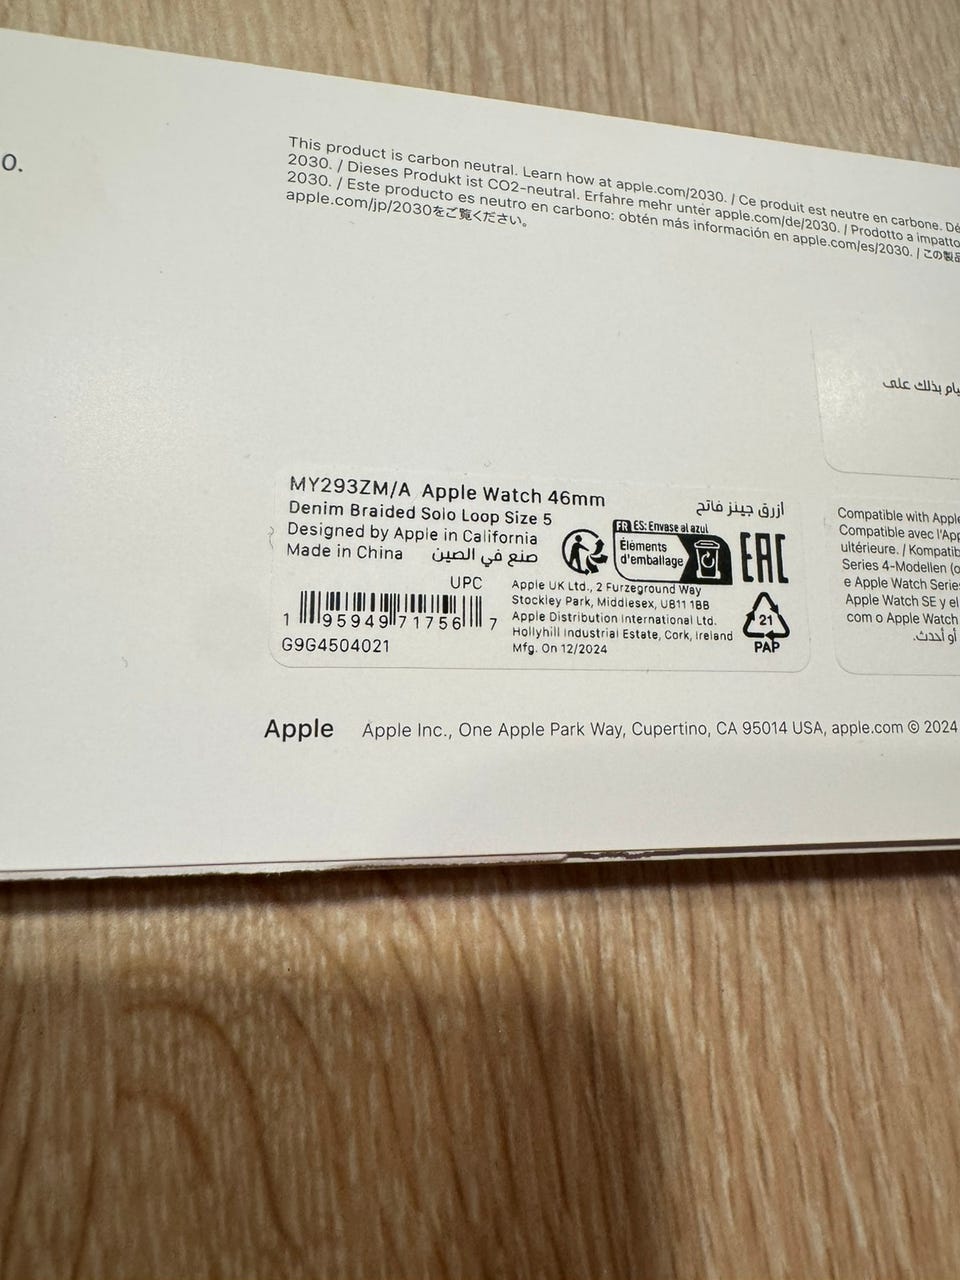 o.
This product is carbon neutral. Learn how at apple.com/2030. / Ce produit est neutre en carbone. Dé
2030. / Dieses Produkt ist CO2-neutral. Erfahre mehr unter apple.com/de/2030. / Prodotto a impatto
2030. / Este producto es neutro en carbono: obtén más información en apple.com/es/2030. / この製品
apple.com/jp/2030をご覧ください。
يام بذلك على
MY293ZM/A Apple Watch 46mm
Denim Braided Solo Loop Size 5
أزرق جينز فاتح
Designed by Apple in California
Made in China صنع في الصين
FR ES: Envase al azul
Éléments
d'emballage
EAC
UPC
1 95949 71756 7
G9G4504021
Apple UK Ltd., 2 Furzeground Way
Stockley Park, Middlesex, UB11 1BB
Apple Distribution International Ltd.
Hollyhill Industrial Estate, Cork, Ireland
Mfg. On 12/2024
21
PAP
Compatible with Apple
Compatible avec l'App
ultérieure. / Kompatib
Series 4-Modellen (o
e Apple Watch Series
Apple Watch SE y el
com o Apple Watch
أو أحدث.
Apple Apple Inc., One Apple Park Way, Cupertino, CA 95014 USA, apple.com © 2024